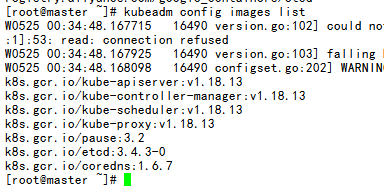 [root@master ~]# kubeadm config images list
W0525 00:34:48.167715   16490 version.go:102] could no
:1]:53: read: connection refused
W0525 00:34:48.167925   16490 version.go:103] falling
W0525 00:34:48.168098   16490 configset.go:202] WARNIN
k8s.gcr.io/kube-apiserver:v1.18.13
k8s.gcr.io/kube-controller-manager:v1.18.13
k8s.gcr.io/kube-scheduler:v1.18.13
k8s.gcr.io/kube-proxy:v1.18.13
k8s.gcr.io/pause:3.2
k8s.gcr.io/etcd:3.4.3-0
k8s.gcr.io/coredns:1.6.7
[root@master ~]#